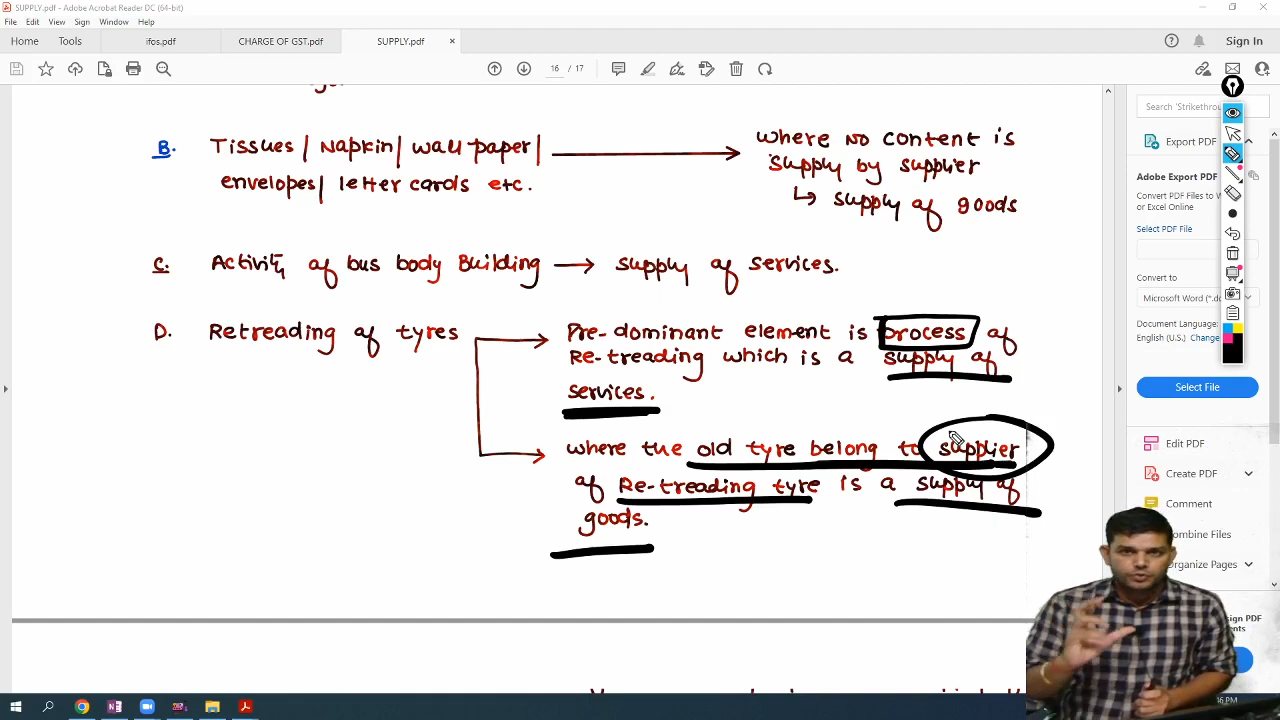 SUPPLY.pdf - Adobe Acrobat Reader DC (64-bit)
File Edit View Sign Window Help
Home Tools ifos.pdf CHARGE OF GST.pdf SUPPLY.pdf × Sign In
16 / 17
B. Tissues / Napkin / wall paper / envelopes / letter cards etc.
where No content is
supply by supplier
↳ supply of goods
C. Activity of bus body Building → supply of services.
D. Retreading of tyres
Pre-dominant element is process of
Re-treading which is a supply of
services.
where the old tyre belong to supplier
of Re-treading tyre is a supply of
goods.
Search 'Strikethro
Export PDF
Adobe Export PDF
Convert PDF Files to W
or Excel Online
Select PDF File
Convert to
Microsoft Word (*.d
Document Language:
English (U.S.) Change
Select File
Edit PDF
Create PDF
Comment
Combine Files
Organize Pages